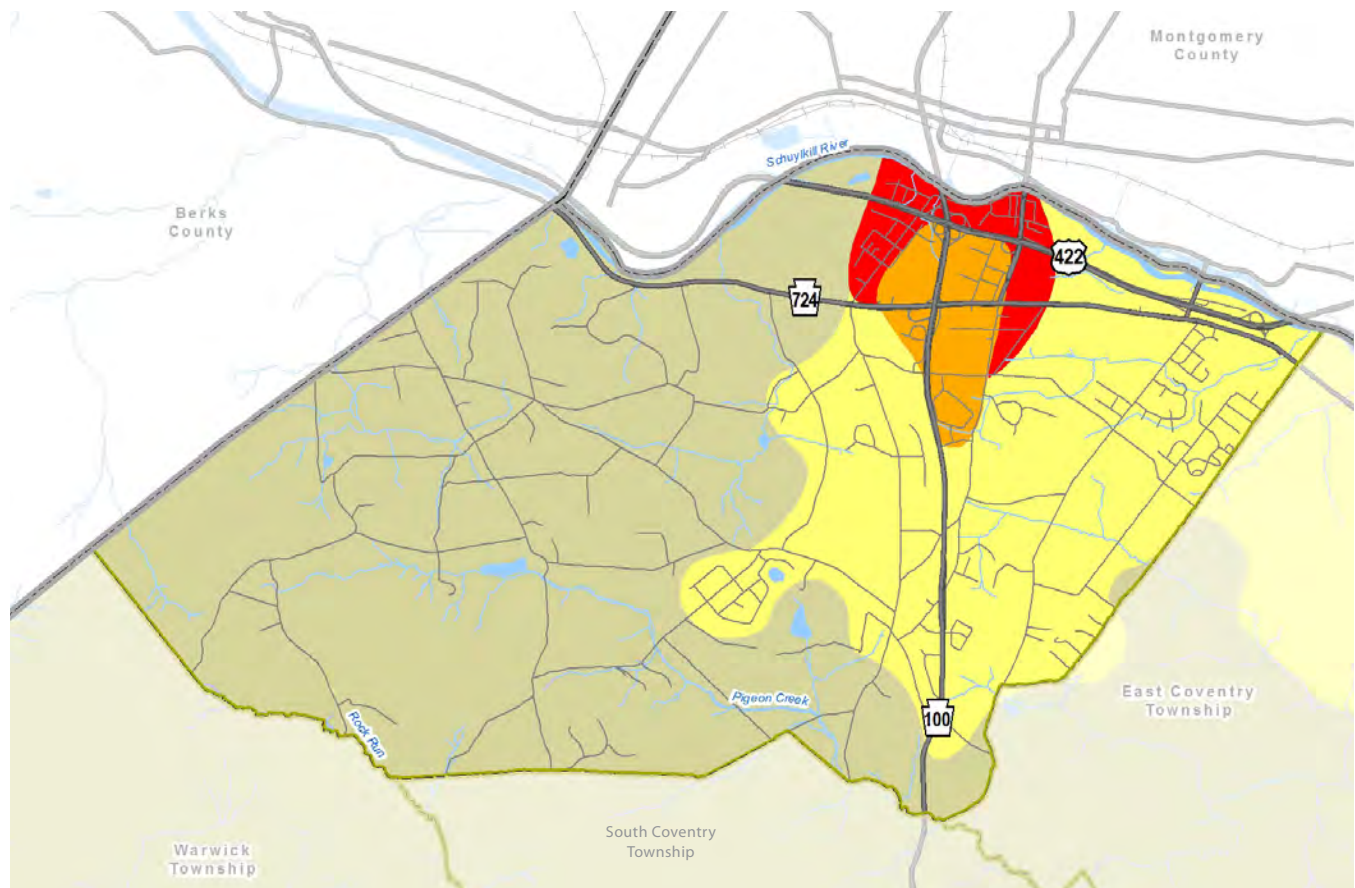 Montgomery
County
Schuylkill River
Berks
County
422
724
Pigeon Creek
East Coventry
Township
100
Rock Run
South Coventry
Township
Warwick
Township